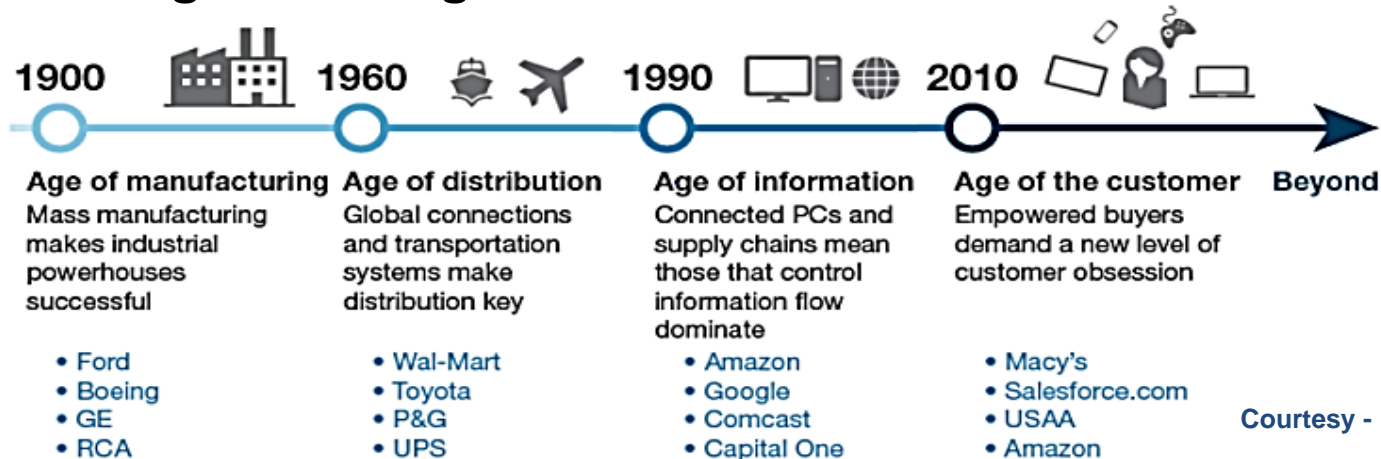 1900
1960
1990
2010
Age of manufacturing
Mass manufacturing
makes industrial
powerhouses
successful
• Ford
• Boeing
• GE
• RCA
Age of distribution
Global connections
and transportation
systems make
distribution key
• Wal-Mart
• Toyota
• P&G
• UPS
Age of information
Connected PCs and
supply chains mean
those that control
information flow
dominate
• Amazon
• Google
• Comcast
• Capital One
Age of the customer
Empowered buyers
demand a new level of
customer obsession
• Macy's
• Salesforce.com
• USAA
• Amazon
Beyond
Courtesy -